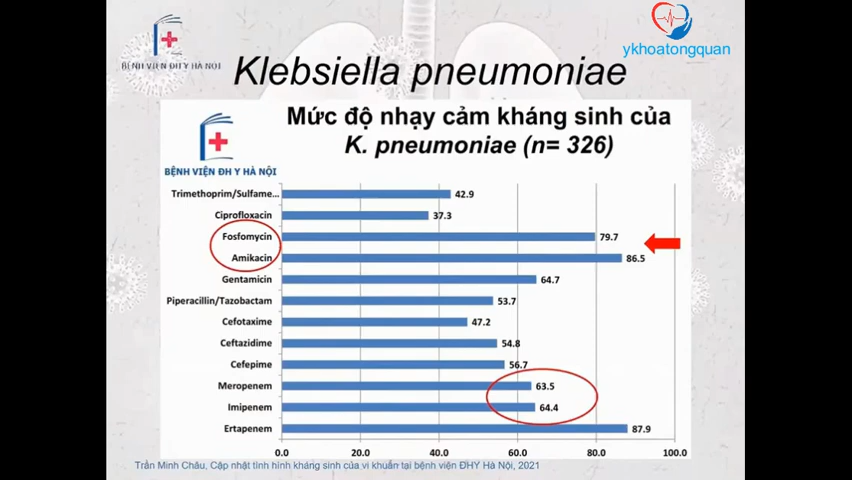 BỆNH VIỆN ĐH Y HÀ NỘI
ykhoatongquan
Klebsiella pneumoniae
BỆNH VIỆN ĐH Y HÀ NỘI
Mức độ nhạy cảm kháng sinh của
K. pneumoniae (n= 326)
Trimethoprim/Sulfame... 42.9
Ciprofloxacin 37.3
Fosfomycin 79.7
Amikacin 86.5
Gentamicin 64.7
Piperacillin/Tazobactam 53.7
Cefotaxime 47.2
Ceftazidime 54.8
Cefepime 56.7
Meropenem 63.5
Imipenem 64.4
Ertapenem 87.9
0.0 20.0 40.0 60.0 80.0 100.0
Trần Minh Châu, Cập nhật tình hình kháng sinh của vi khuẩn tại bệnh viện ĐHY Hà Nội, 2021